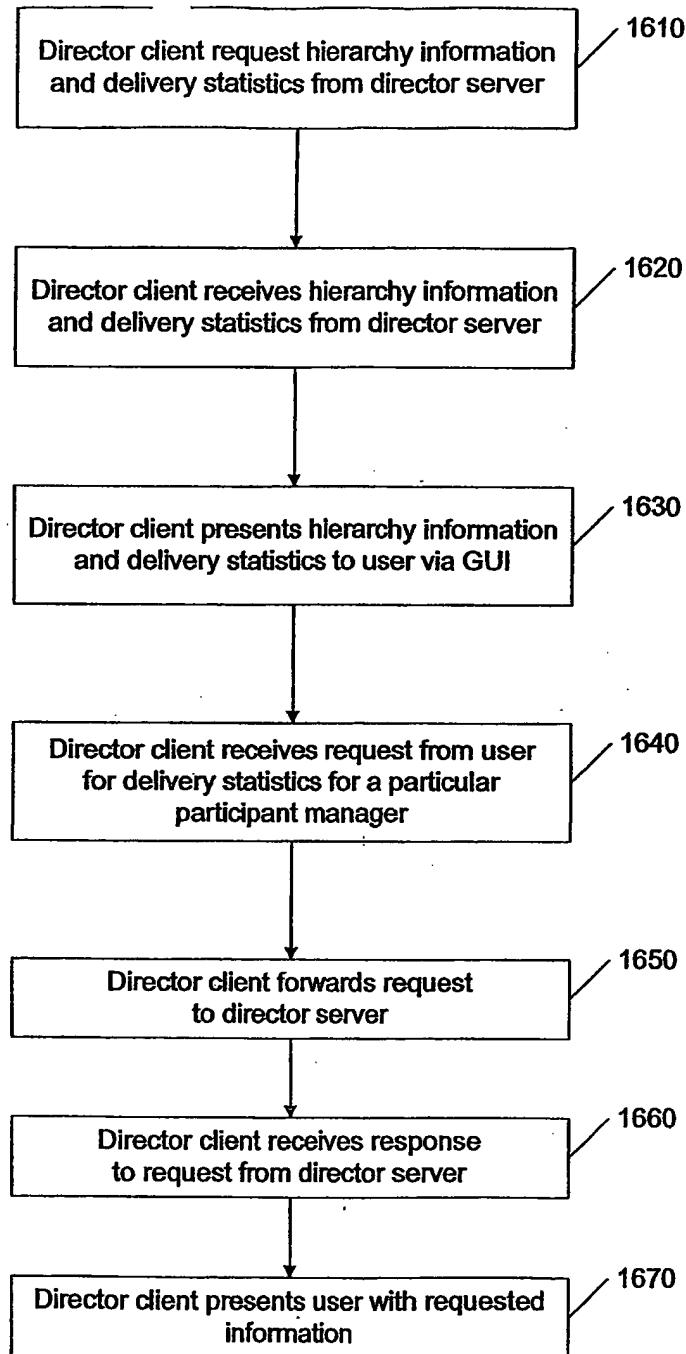 Director client request hierarchy information
and delivery statistics from director server
1610
Director client receives hierarchy information
and delivery statistics from director server
1620
Director client presents hierarchy information
and delivery statistics to user via GUI
1630
Director client receives request from user
for delivery statistics for a particular
participant manager
1640
Director client forwards request
to director server
1650
Director client receives response
to request from director server
1660
Director client presents user with requested
information
1670